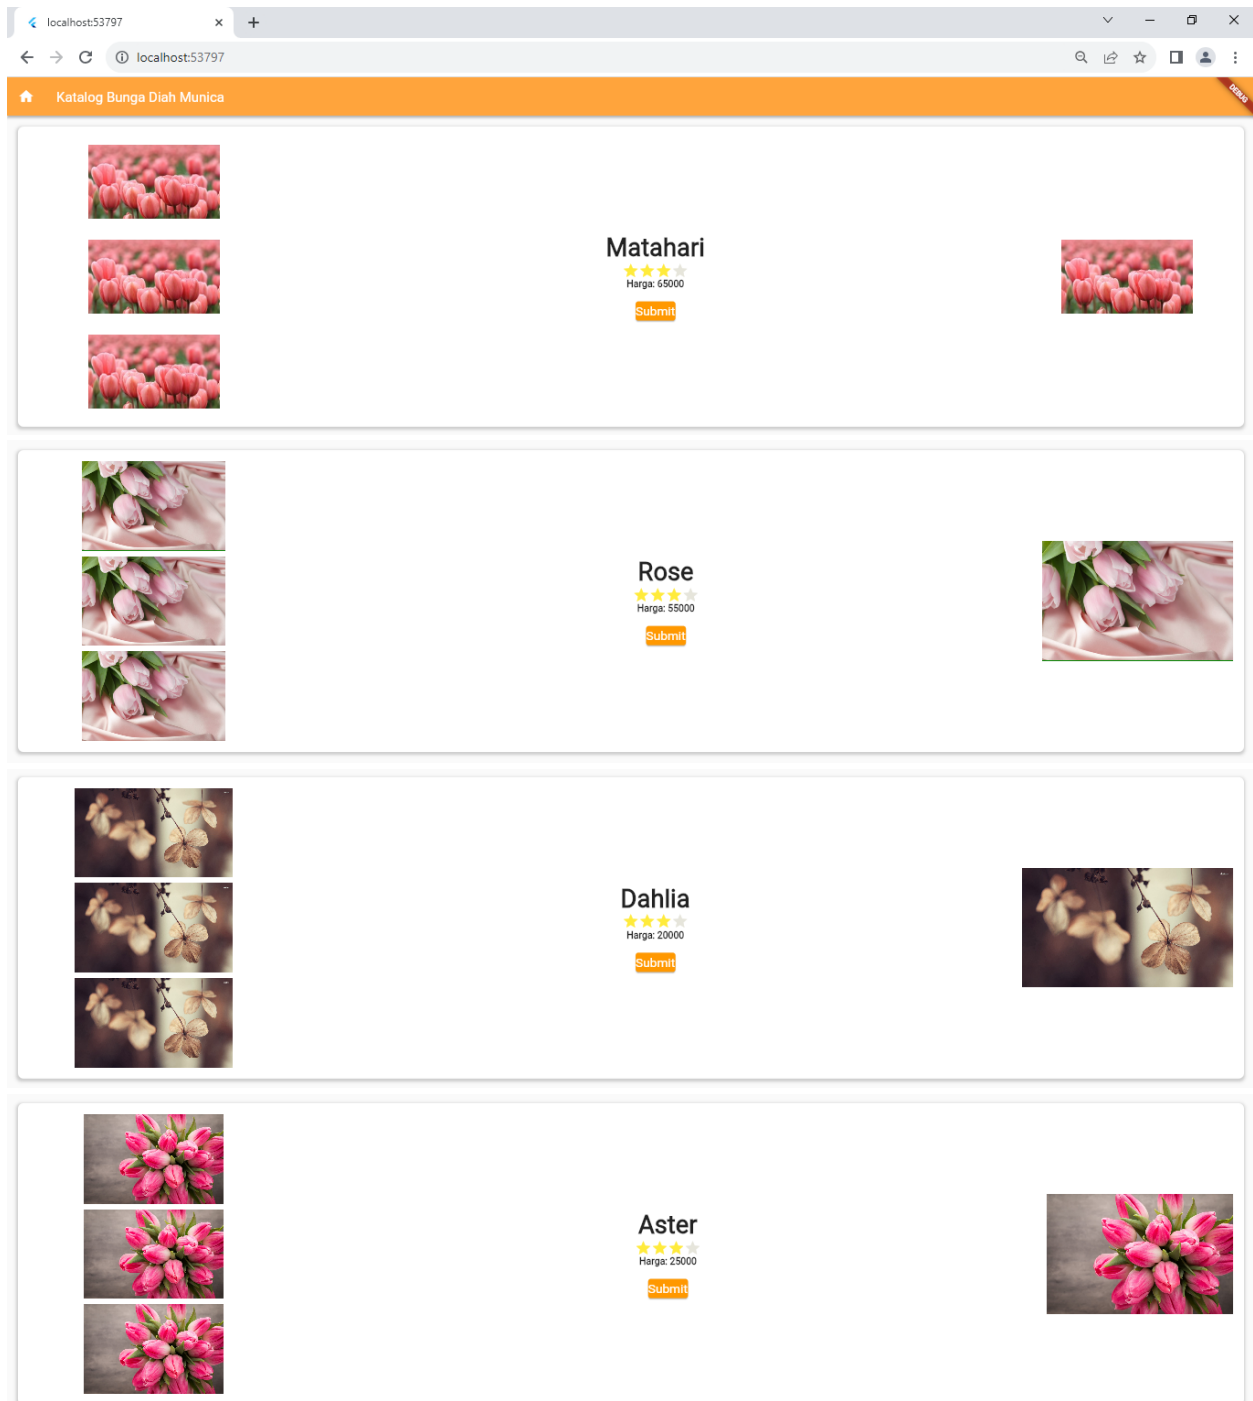 localhost:53797
localhost:53797
Katalog Bunga Diah Munica
DEBUG
Matahari
Harga: 65000
Submit
Rose
Harga: 55000
Submit
Dahlia
Harga: 20000
Submit
Aster
Harga: 25000
Submit